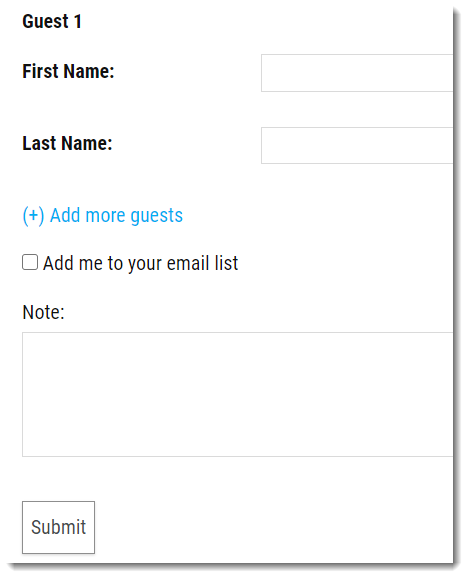 Guest 1
First Name:
Last Name:
(+) Add more guests
Add me to your email list
Note:
Submit